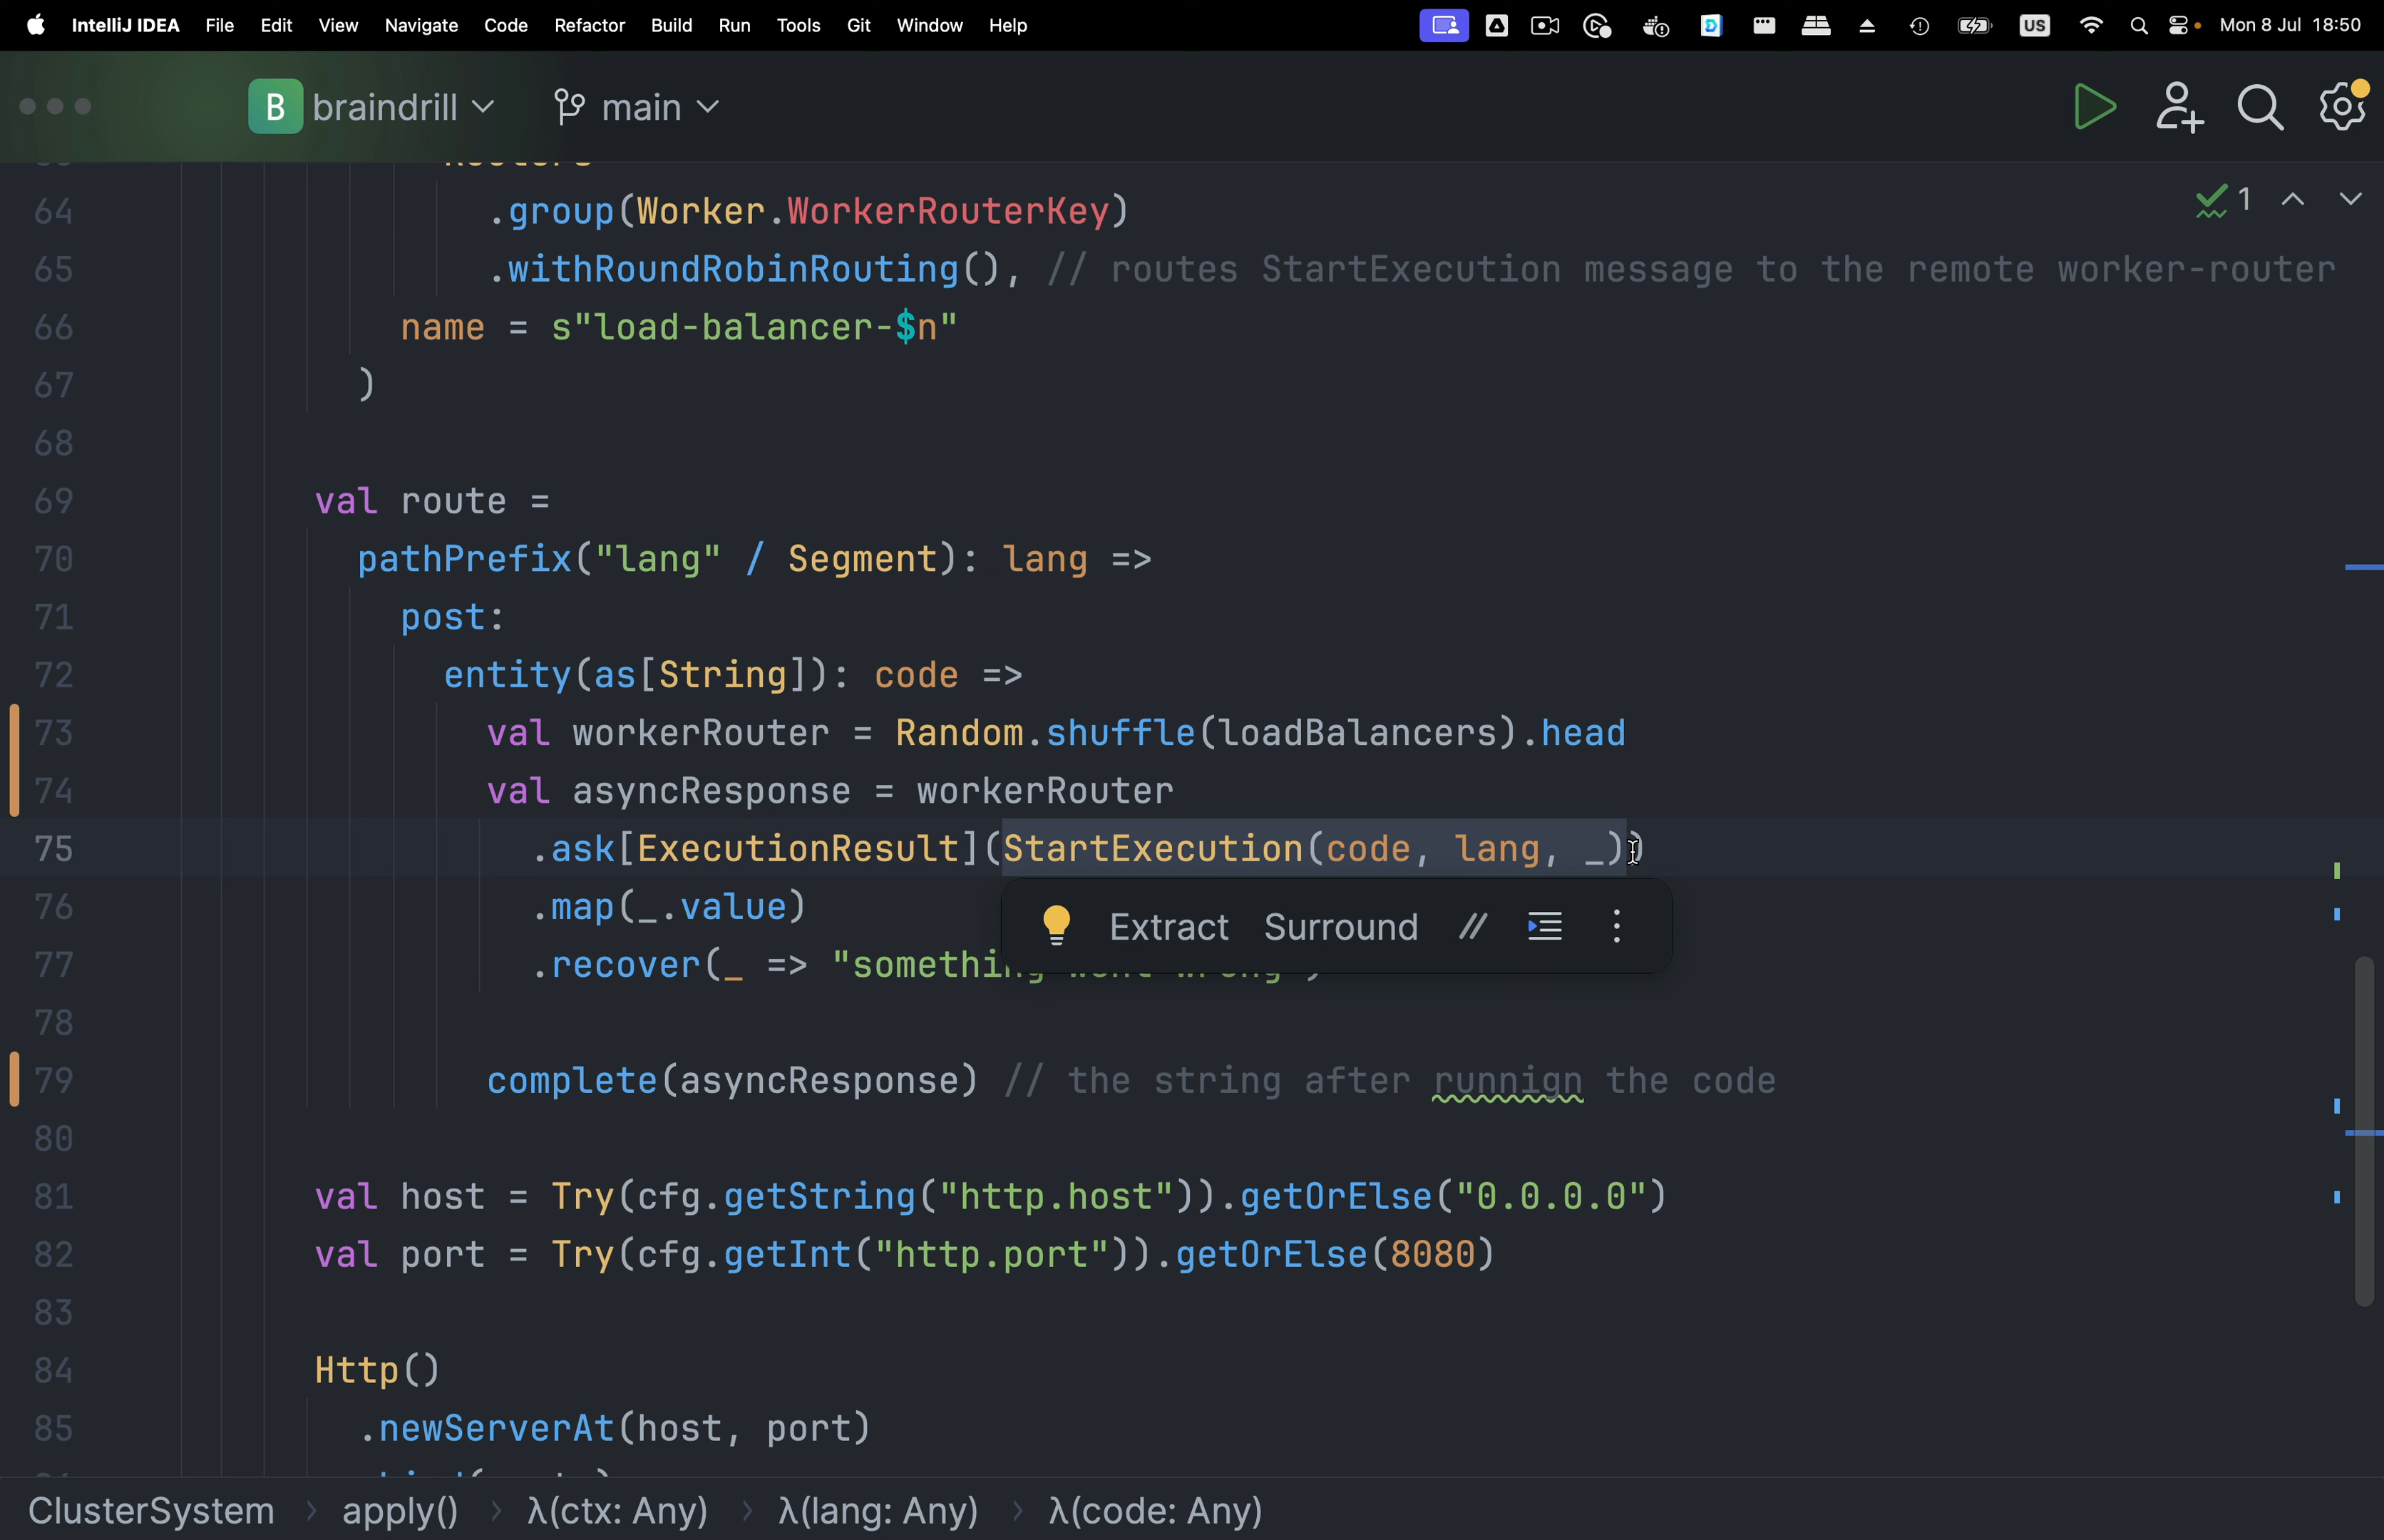 IntelliJ IDEA File Edit View Navigate Code Refactor Build Run Tools Git Window Help US Mon 8 Jul 18:50
B braindrill main
64 .group(Worker.WorkerRouterKey) 1
65 .withRoundRobinRouting(), // routes StartExecution message to the remote worker-router
66 name = s"load-balancer-$n"
67 )
68
69 val route =
70 pathPrefix("lang" / Segment): lang =>
71 post:
72 entity(as[String]): code =>
73 val workerRouter = Random.shuffle(loadBalancers).head
74 val asyncResponse = workerRouter
75 .ask[ExecutionResult](StartExecution(code, lang, _))
76 .map(_.value)
Extract Surround //
77 .recover(_ => "something went wrong")
78
79 complete(asyncResponse) // the string after runnign the code
80
81 val host = Try(cfg.getString("http.host")).getOrElse("0.0.0.0")
82 val port = Try(cfg.getInt("http.port")).getOrElse(8080)
83
84 Http()
85 .newServerAt(host, port)
ClusterSystem › apply() › λ(ctx: Any) › λ(lang: Any) › λ(code: Any)